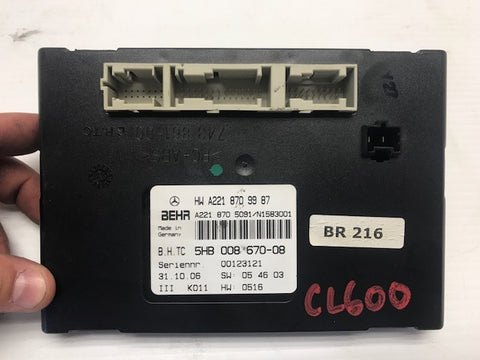 HW A221 870 99 87
BEHR A221 870 5091/N1583001
Made in
Germany
B.H.TC 5HB 008 670-08
Seriennr. 00123121
31.10.06 SW: 05 46 03
III K011 HW: 0516
BR 216
CL600